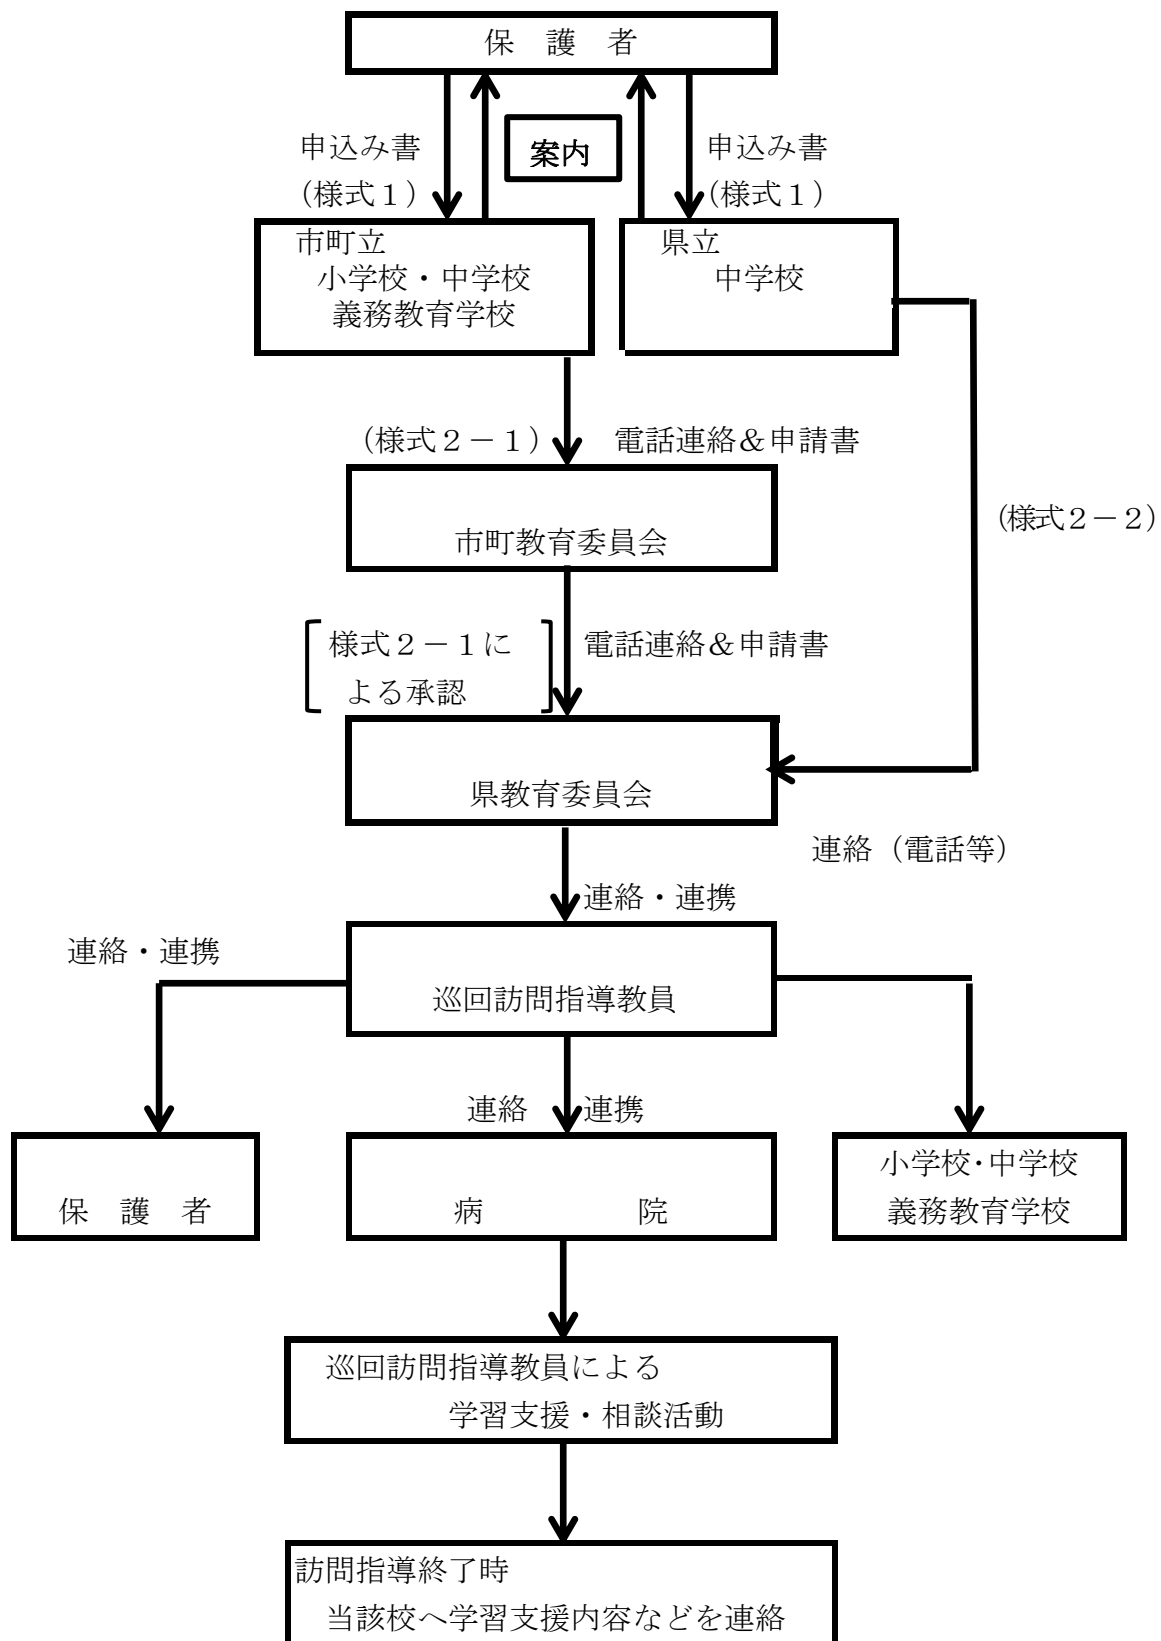 保　護　者
案内
申込み書
(様式１)
申込み書
(様式１)
市町立
小学校・中学校
義務教育学校
県立
中学校
(様式２－１)
電話連絡＆申請書
(様式２－２)
市町教育委員会
様式２－１に
よる承認
電話連絡＆申請書
県教育委員会
連絡（電話等）
連絡・連携
連絡・連携
巡回訪問指導教員
連絡　連携
保　護　者
病　　　　　院
小学校･中学校
義務教育学校
巡回訪問指導教員による
学習支援・相談活動
訪問指導終了時
当該校へ学習支援内容などを連絡